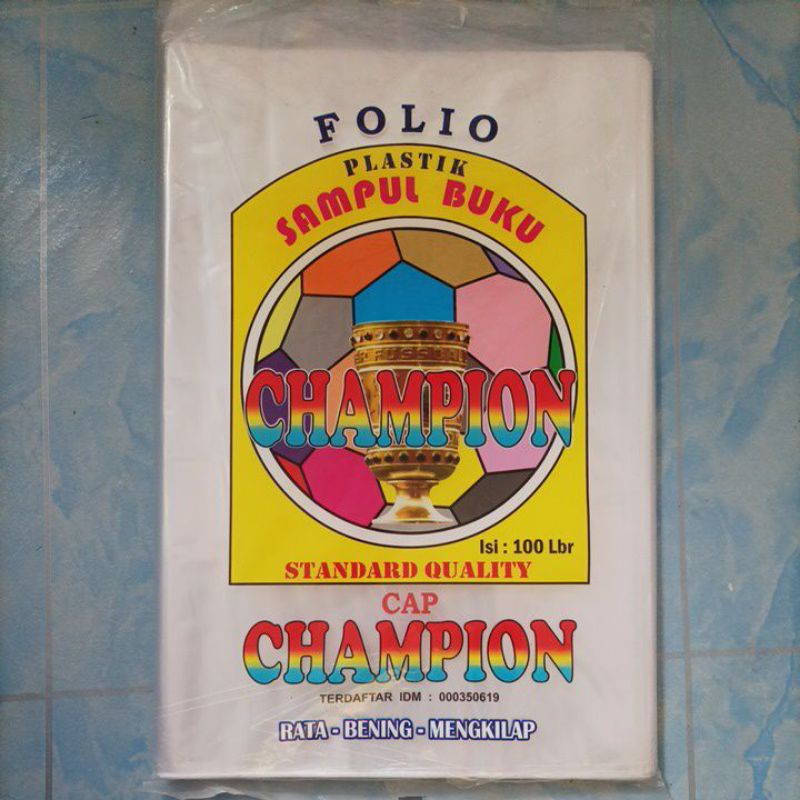 FOLIO
PLASTIK
SAMPUL BUKU
CHAMPION
Isi : 100 Lbr
STANDARD QUALITY
CAP
CHAMPION
TERDAFTAR IDM : 000350619
RATA - BENING - MENGKILAP